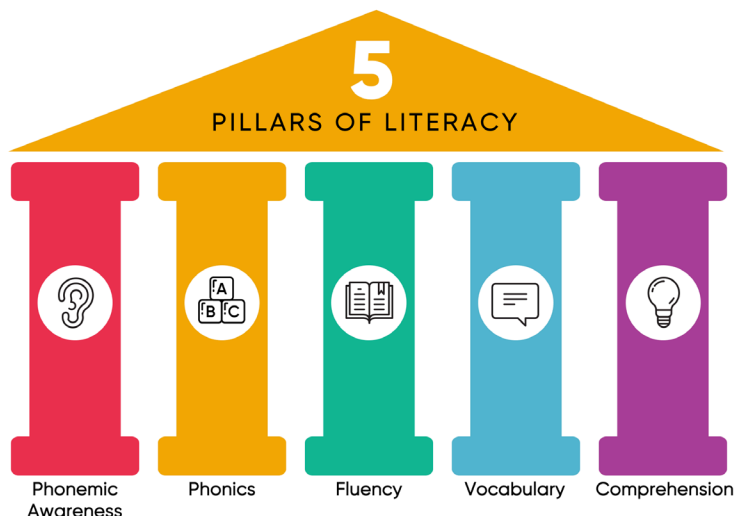 5
PILLARS OF LITERACY
A
B C
Phonemic
Awareness
Phonics
Fluency
Vocabulary
Comprehension